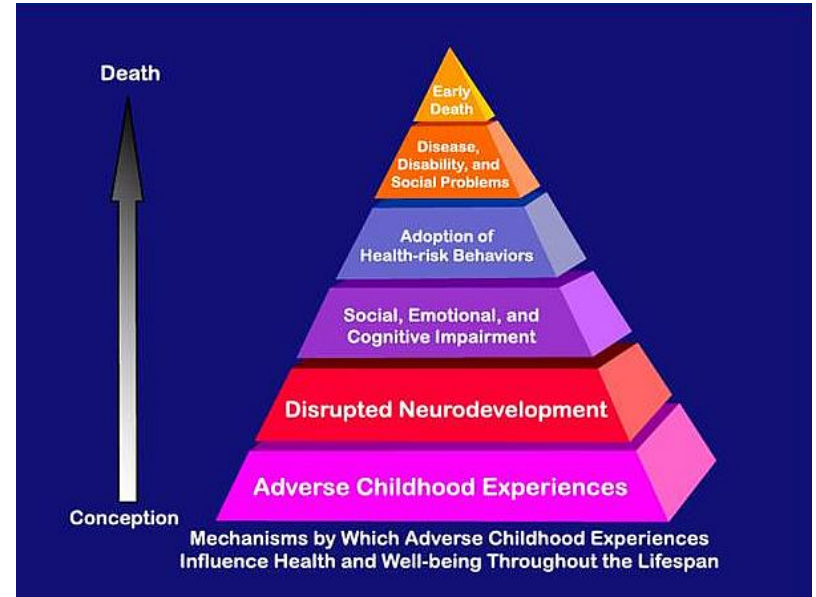 Death
Early
Death
Disease,
Disability, and
Social Problems
Adoption of
Health-risk Behaviors
Social, Emotional, and
Cognitive Impairment
Disrupted Neurodevelopment
Adverse Childhood Experiences
Conception
Mechanisms by Which Adverse Childhood Experiences
Influence Health and Well-being Throughout the Lifespan